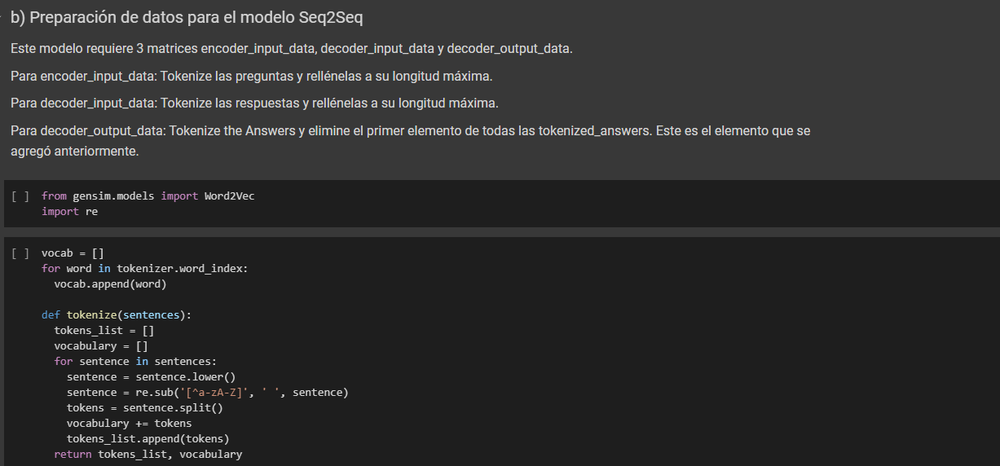 b) Preparación de datos para el modelo Seq2Seq
Este modelo requiere 3 matrices encoder_input_data, decoder_input_data y decoder_output_data.
Para encoder_input_data: Tokenize las preguntas y rellénelas a su longitud máxima.
Para decoder_input_data: Tokenize las respuestas y rellénelas a su longitud máxima.
Para decoder_output_data: Tokenize the Answers y elimine el primer elemento de todas las tokenized_answers. Este es el elemento que se
agregó anteriormente.
[ ] from gensim.models import Word2Vec
import re
[ ] vocab = []
for word in tokenizer.word_index:
  vocab.append(word)
def tokenize(sentences):
  tokens_list = []
  vocabulary = []
  for sentence in sentences:
    sentence = sentence.lower()
    sentence = re.sub('[^a-zA-Z]', ' ', sentence)
    tokens = sentence.split()
    vocabulary += tokens
    tokens_list.append(tokens)
  return tokens_list, vocabulary